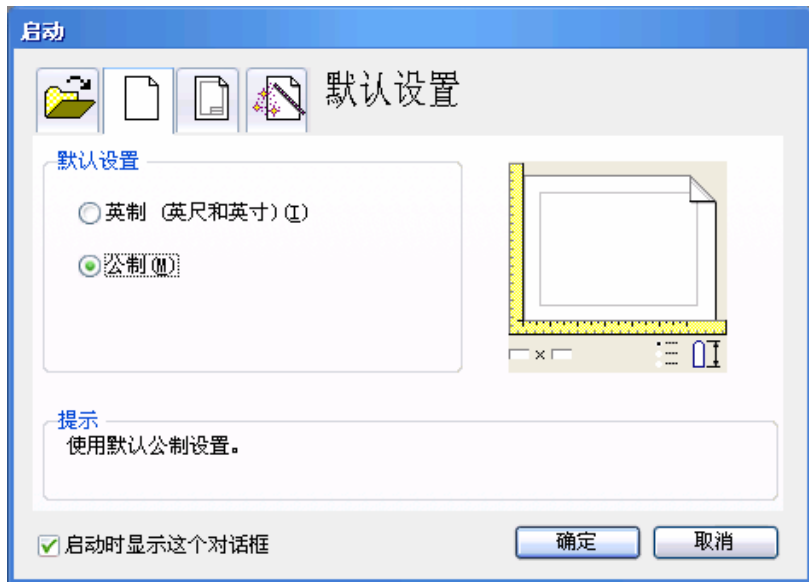 启动
默认设置
默认设置
英制 (英尺和英寸)(I)
公制(M)
提示
使用默认公制设置。
启动时显示这个对话框
确定
取消